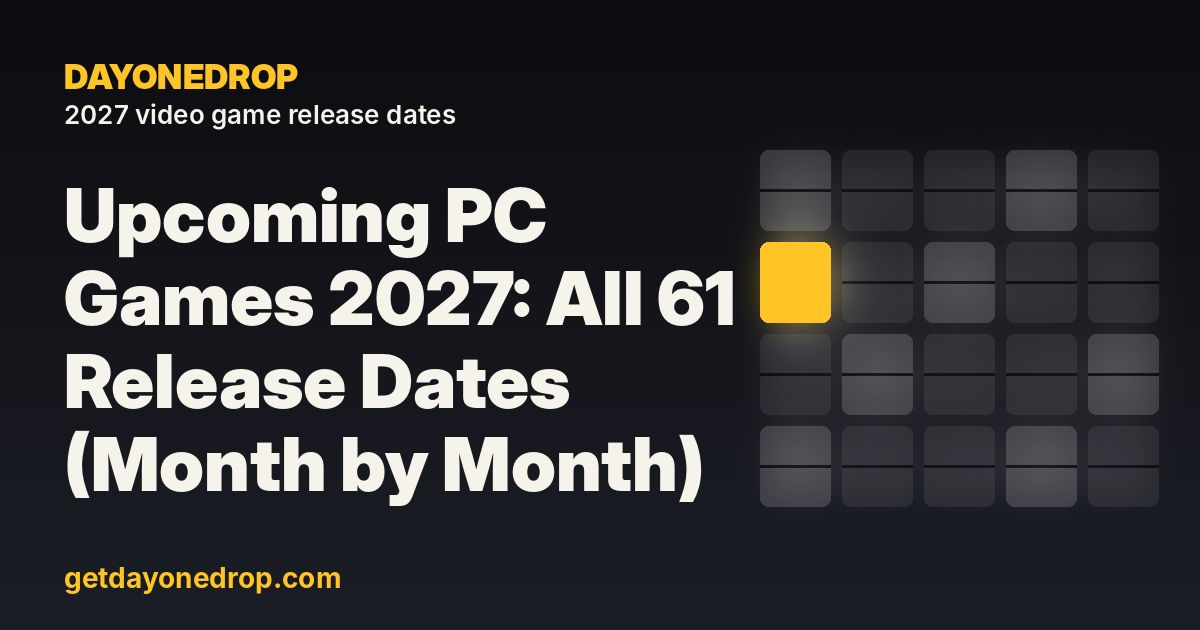 DAYONEDROP
2027 video game release dates
Upcoming PC
Games 2027: All 61
Release Dates
(Month by Month)
getdayonedrop.com